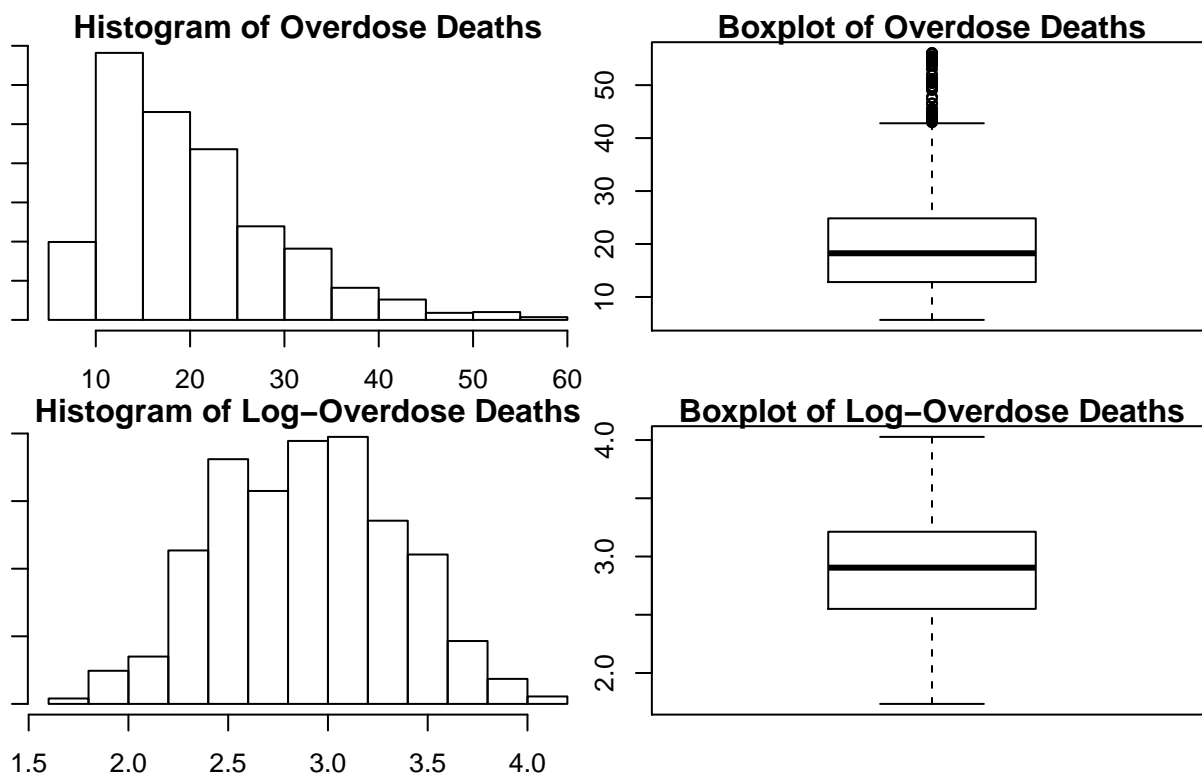 Histogram of Overdose Deaths
10 20 30 40 50 60
Boxplot of Overdose Deaths
50
40
30
20
10
Histogram of Log−Overdose Deaths
1.5 2.0 2.5 3.0 3.5 4.0
Boxplot of Log−Overdose Deaths
4.0
3.0
2.0